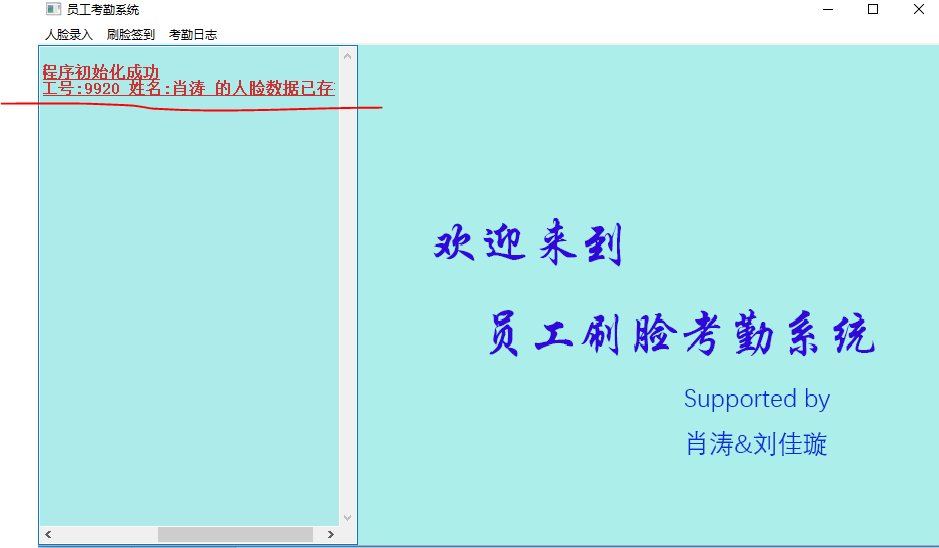 员工考勤系统
人脸录入 刷脸签到 考勤日志
程序初始化成功
工号:9920 姓名:肖涛 的人脸数据已存
欢迎来到
员工刷脸考勤系统
Supported by
肖涛&刘佳璇